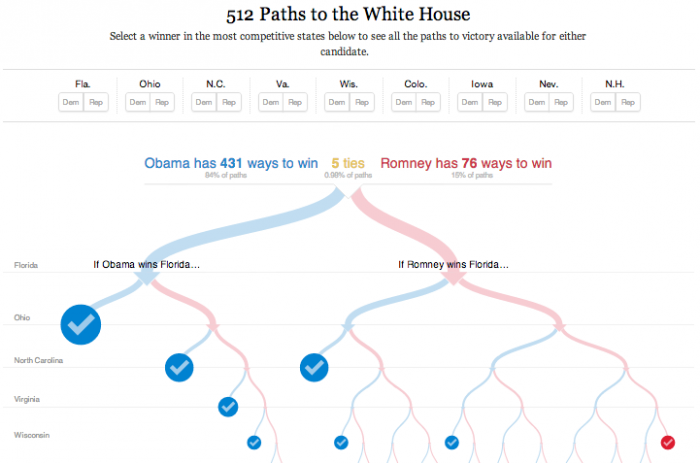 512 Paths to the White House
Select a winner in the most competitive states below to see all the paths to victory available for either
candidate.
Fla. Ohio N.C. Va. Wis. Colo. Iowa Nev. N.H.
Dem Rep Dem Rep Dem Rep Dem Rep Dem Rep Dem Rep Dem Rep Dem Rep Dem Rep
Obama has 431 ways to win 5 ties Romney has 76 ways to win
84% of paths 0.98% of paths 15% of paths
Florida If Obama wins Florida... If Romney wins Florida...
Ohio
North Carolina
Virginia
Wisconsin